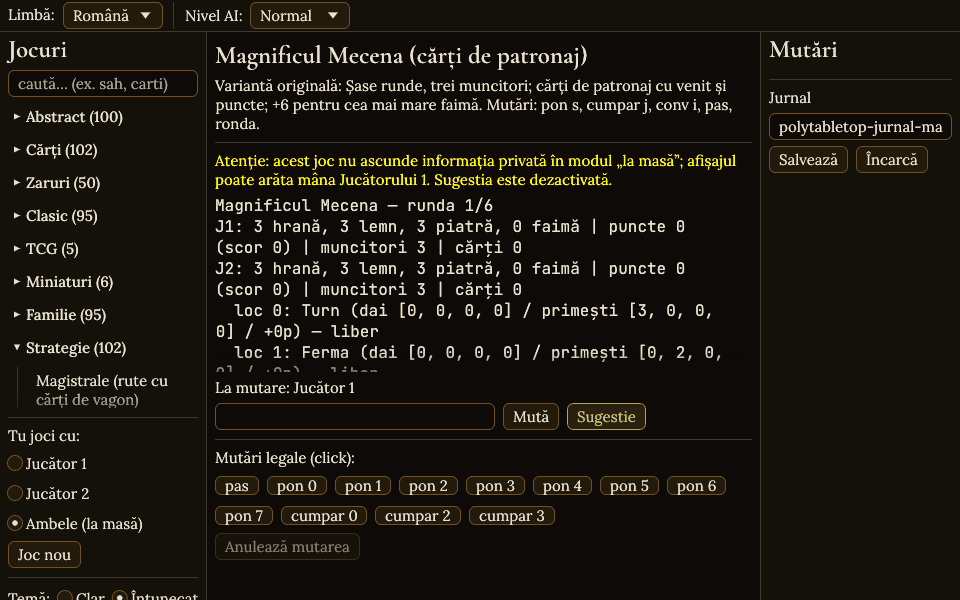 Limbă: Română ▼ Nivel AI: Normal ▼
Jocuri
caută... (ex. sah, carti)
▸ Abstract (100)
▸ Cărți (102)
▸ Zaruri (50)
▸ Clasic (95)
▸ TCG (5)
▸ Miniaturi (6)
▸ Familie (95)
▾ Strategie (102)
Magistrale (rute cu
cărți de vagon)
Tu joci cu:
Jucător 1
Jucător 2
Ambele (la masă)
Joc nou
Temă: Clar Întunecat
Magnificul Mecena (cărți de patronaj)
Variantă originală: Șase runde, trei muncitori; cărți de patronaj cu venit și
puncte; +6 pentru cea mai mare faimă. Mutări: pon s, cumpar j, conv i, pas,
ronda.
Atenție: acest joc nu ascunde informația privată în modul „la masă”; afișajul
poate arăta mâna Jucătorului 1. Sugestia este dezactivată.
Magnificul Mecena — runda 1/6
J1: 3 hrană, 3 lemn, 3 piatră, 0 faimă | puncte 0
(scor 0) | muncitori 3 | cărți 0
J2: 3 hrană, 3 lemn, 3 piatră, 0 faimă | puncte 0
(scor 0) | muncitori 3 | cărți 0
loc 0: Turn (dai [0, 0, 0, 0] / primești [3, 0, 0,
0] / +0p) — liber
loc 1: Ferma (dai [0, 0, 0, 0] / primești [0, 2, 0,
0] / +0p) — liber
La mutare: Jucător 1
Mută Sugestie
Mutări legale (click):
pas pon 0 pon 1 pon 2 pon 3 pon 4 pon 5 pon 6
pon 7 cumpar 0 cumpar 2 cumpar 3
Anulează mutarea
Mutări
Jurnal
polytabletop-jurnal-ma
Salvează Încarcă